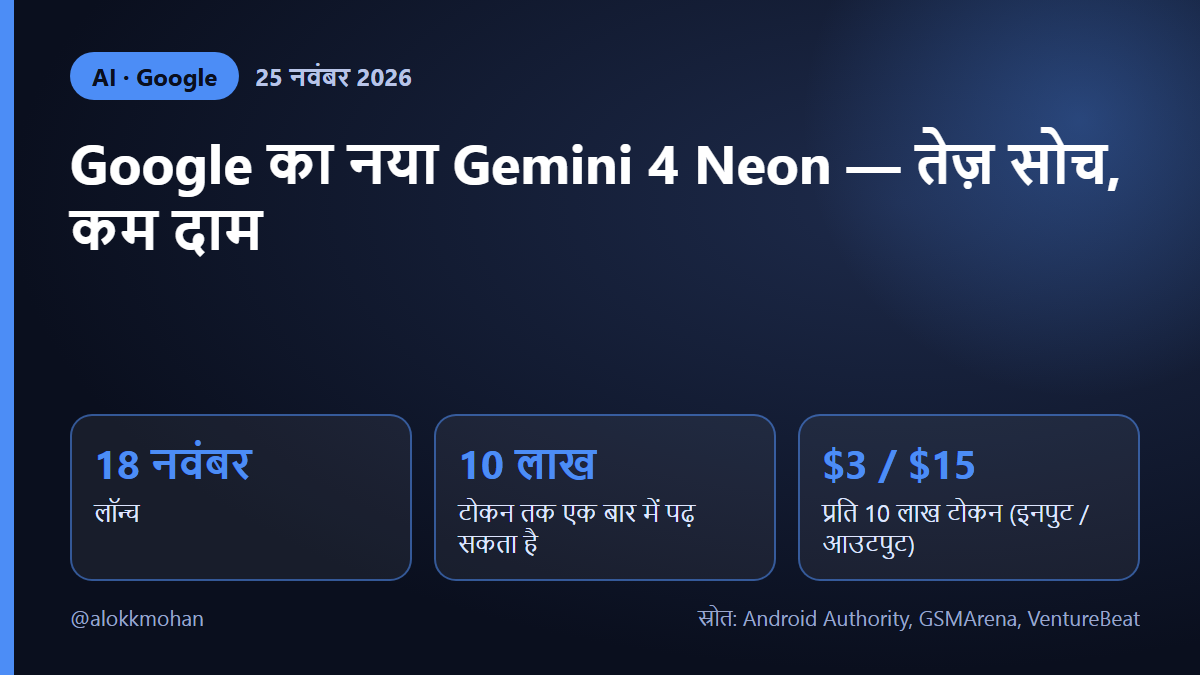 AI · Google
25 नवंबर 2026
Google का नया Gemini 4 Neon — तेज़ सोच,
कम दाम
18 नवंबर
लॉन्च
10 लाख
टोकन तक एक बार में पढ़
सकता है
$3 / $15
प्रति 10 लाख टोकन (इनपुट /
आउटपुट)
@alokkmohan
स्रोत: Android Authority, GSMArena, VentureBeat